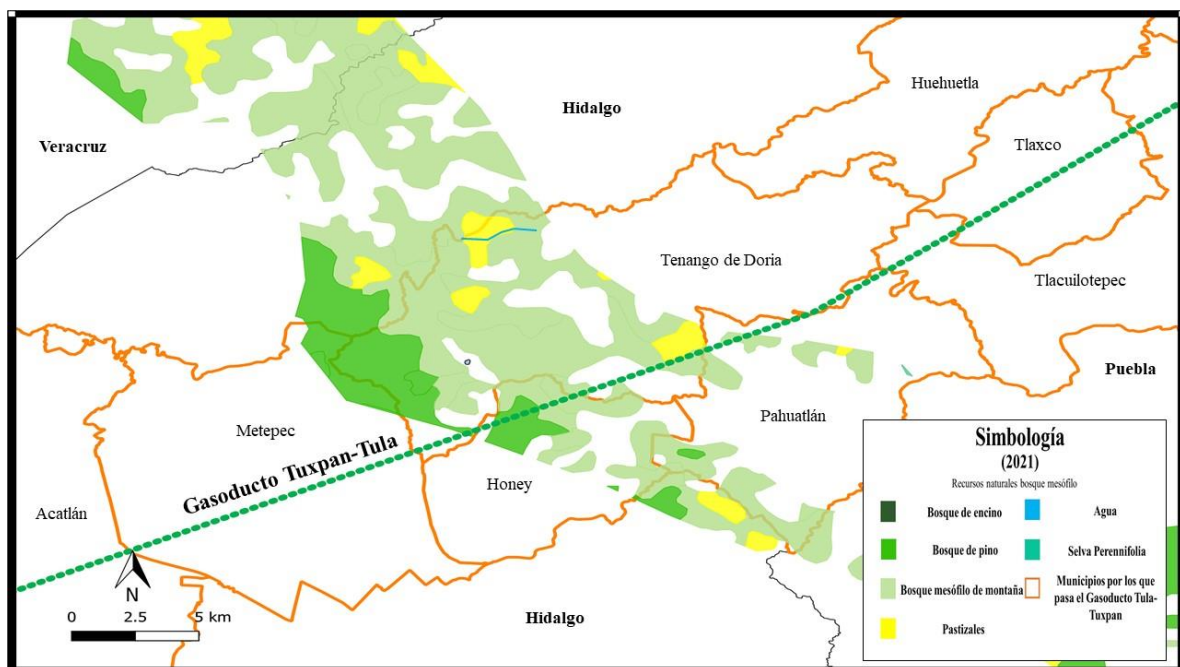 Huehuetla
Hidalgo
Tlaxco
Veracruz
Tenango de Doria
Tlacuilotepec
Puebla
Pahuatlán
Metepec
Gasoducto Tuxpan-Tula
Honey
Acatlán
N
0 2.5 5 km
Hidalgo
Simbología
(2021)
Recursos naturales bosque mesófilo
Bosque de encino
Agua
Bosque de pino
Selva Perennifolia
Bosque mesófilo de montaña
Municipios por los que
pasa el Gasoducto Tula-
Tuxpan
Pastizales